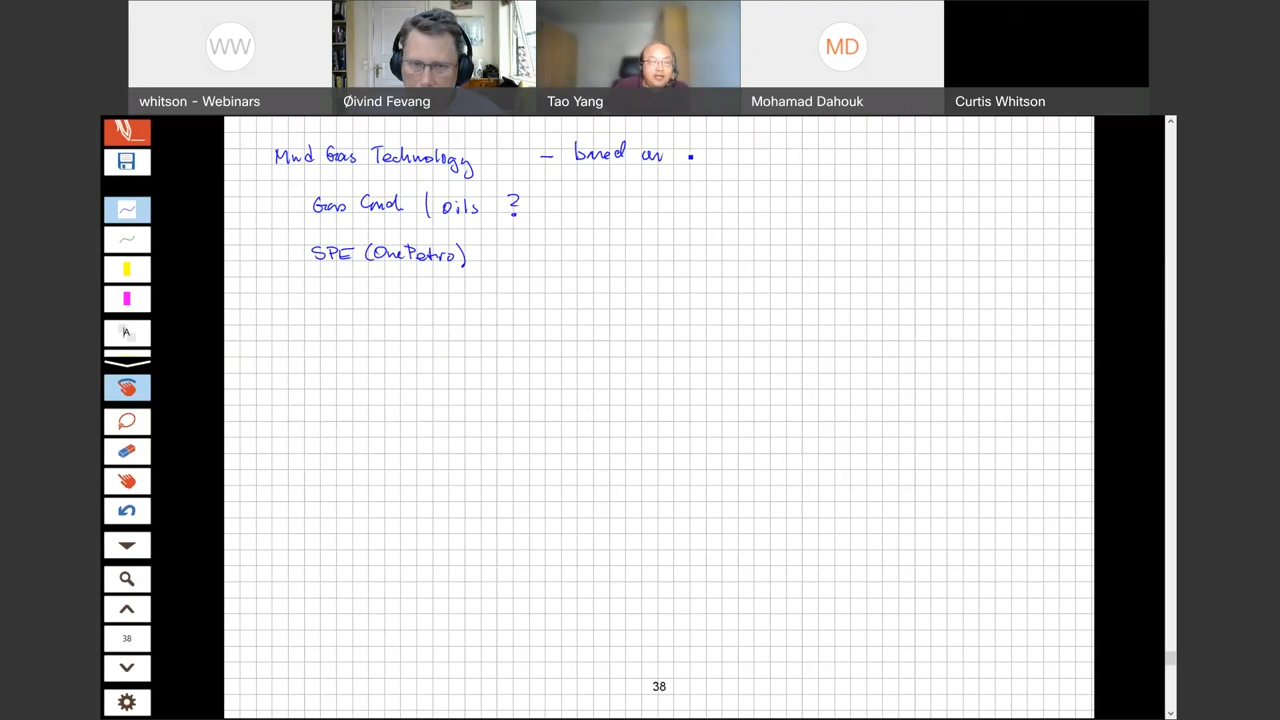 WW
MD
whitson - Webinars
Øivind Fevang
Tao Yang
Mohamad Dahouk
Curtis Whitson
Mud Gas Technology - based on
Gas Cond. / oils ?
SPE (OnePetro)
A
38
38